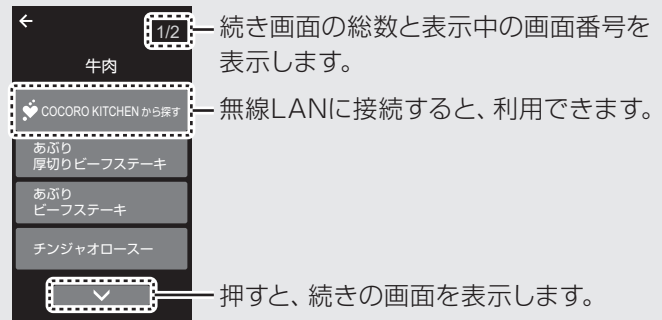 1/2
続き画面の総数と表示中の画面番号を
表示します。
牛肉
COCORO KITCHEN から探す
無線LANに接続すると、利用できます。
あぶり
厚切りビーフステーキ
あぶり
ビーフステーキ
チンジャオロースー
押すと、続きの画面を表示します。